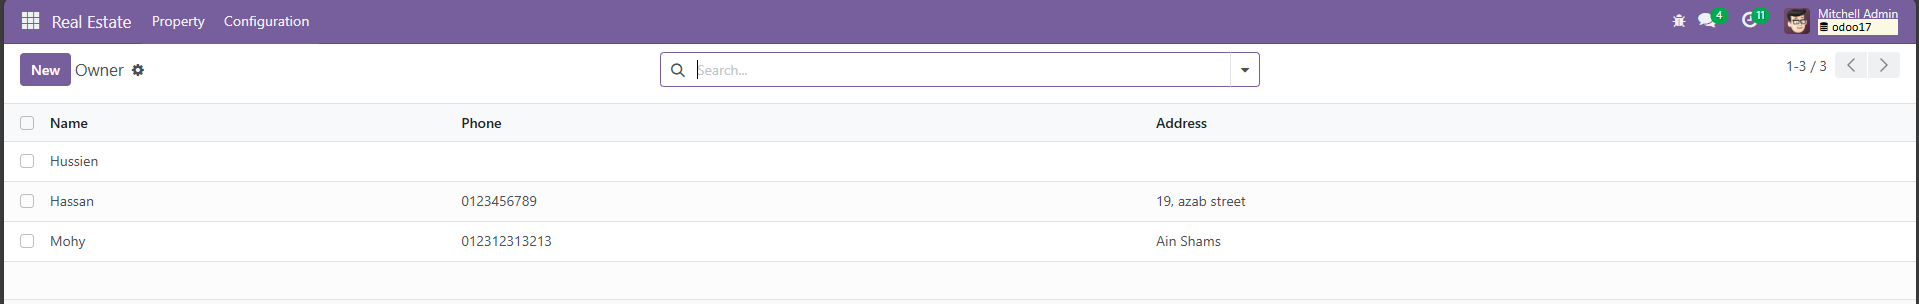 Real Estate Property Configuration 4 11 Mitchell Admin
odoo17
New Owner Search... 1-3 / 3
Name Phone Address
Hussien
Hassan 0123456789 19, azab street
Mohy 012312313213 Ain Shams